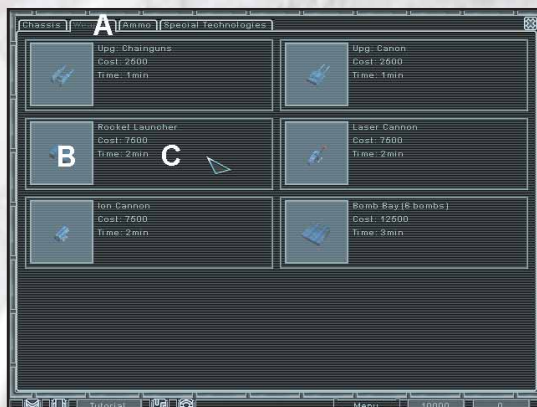 Chassis
A
Ammo
Special Technologies
Upg: Chainguns
Cost: 2500
Time: 1min
Upg: Canon
Cost: 2500
Time: 1min
B
Rocket Launcher
Cost: 7500
Time: 2min
C
Laser Cannon
Cost: 7500
Time: 2min
Ion Cannon
Cost: 7500
Time: 2min
Bomb Bay (6 bombs)
Cost: 12500
Time: 3min
Tutorial
Menu
10000
0